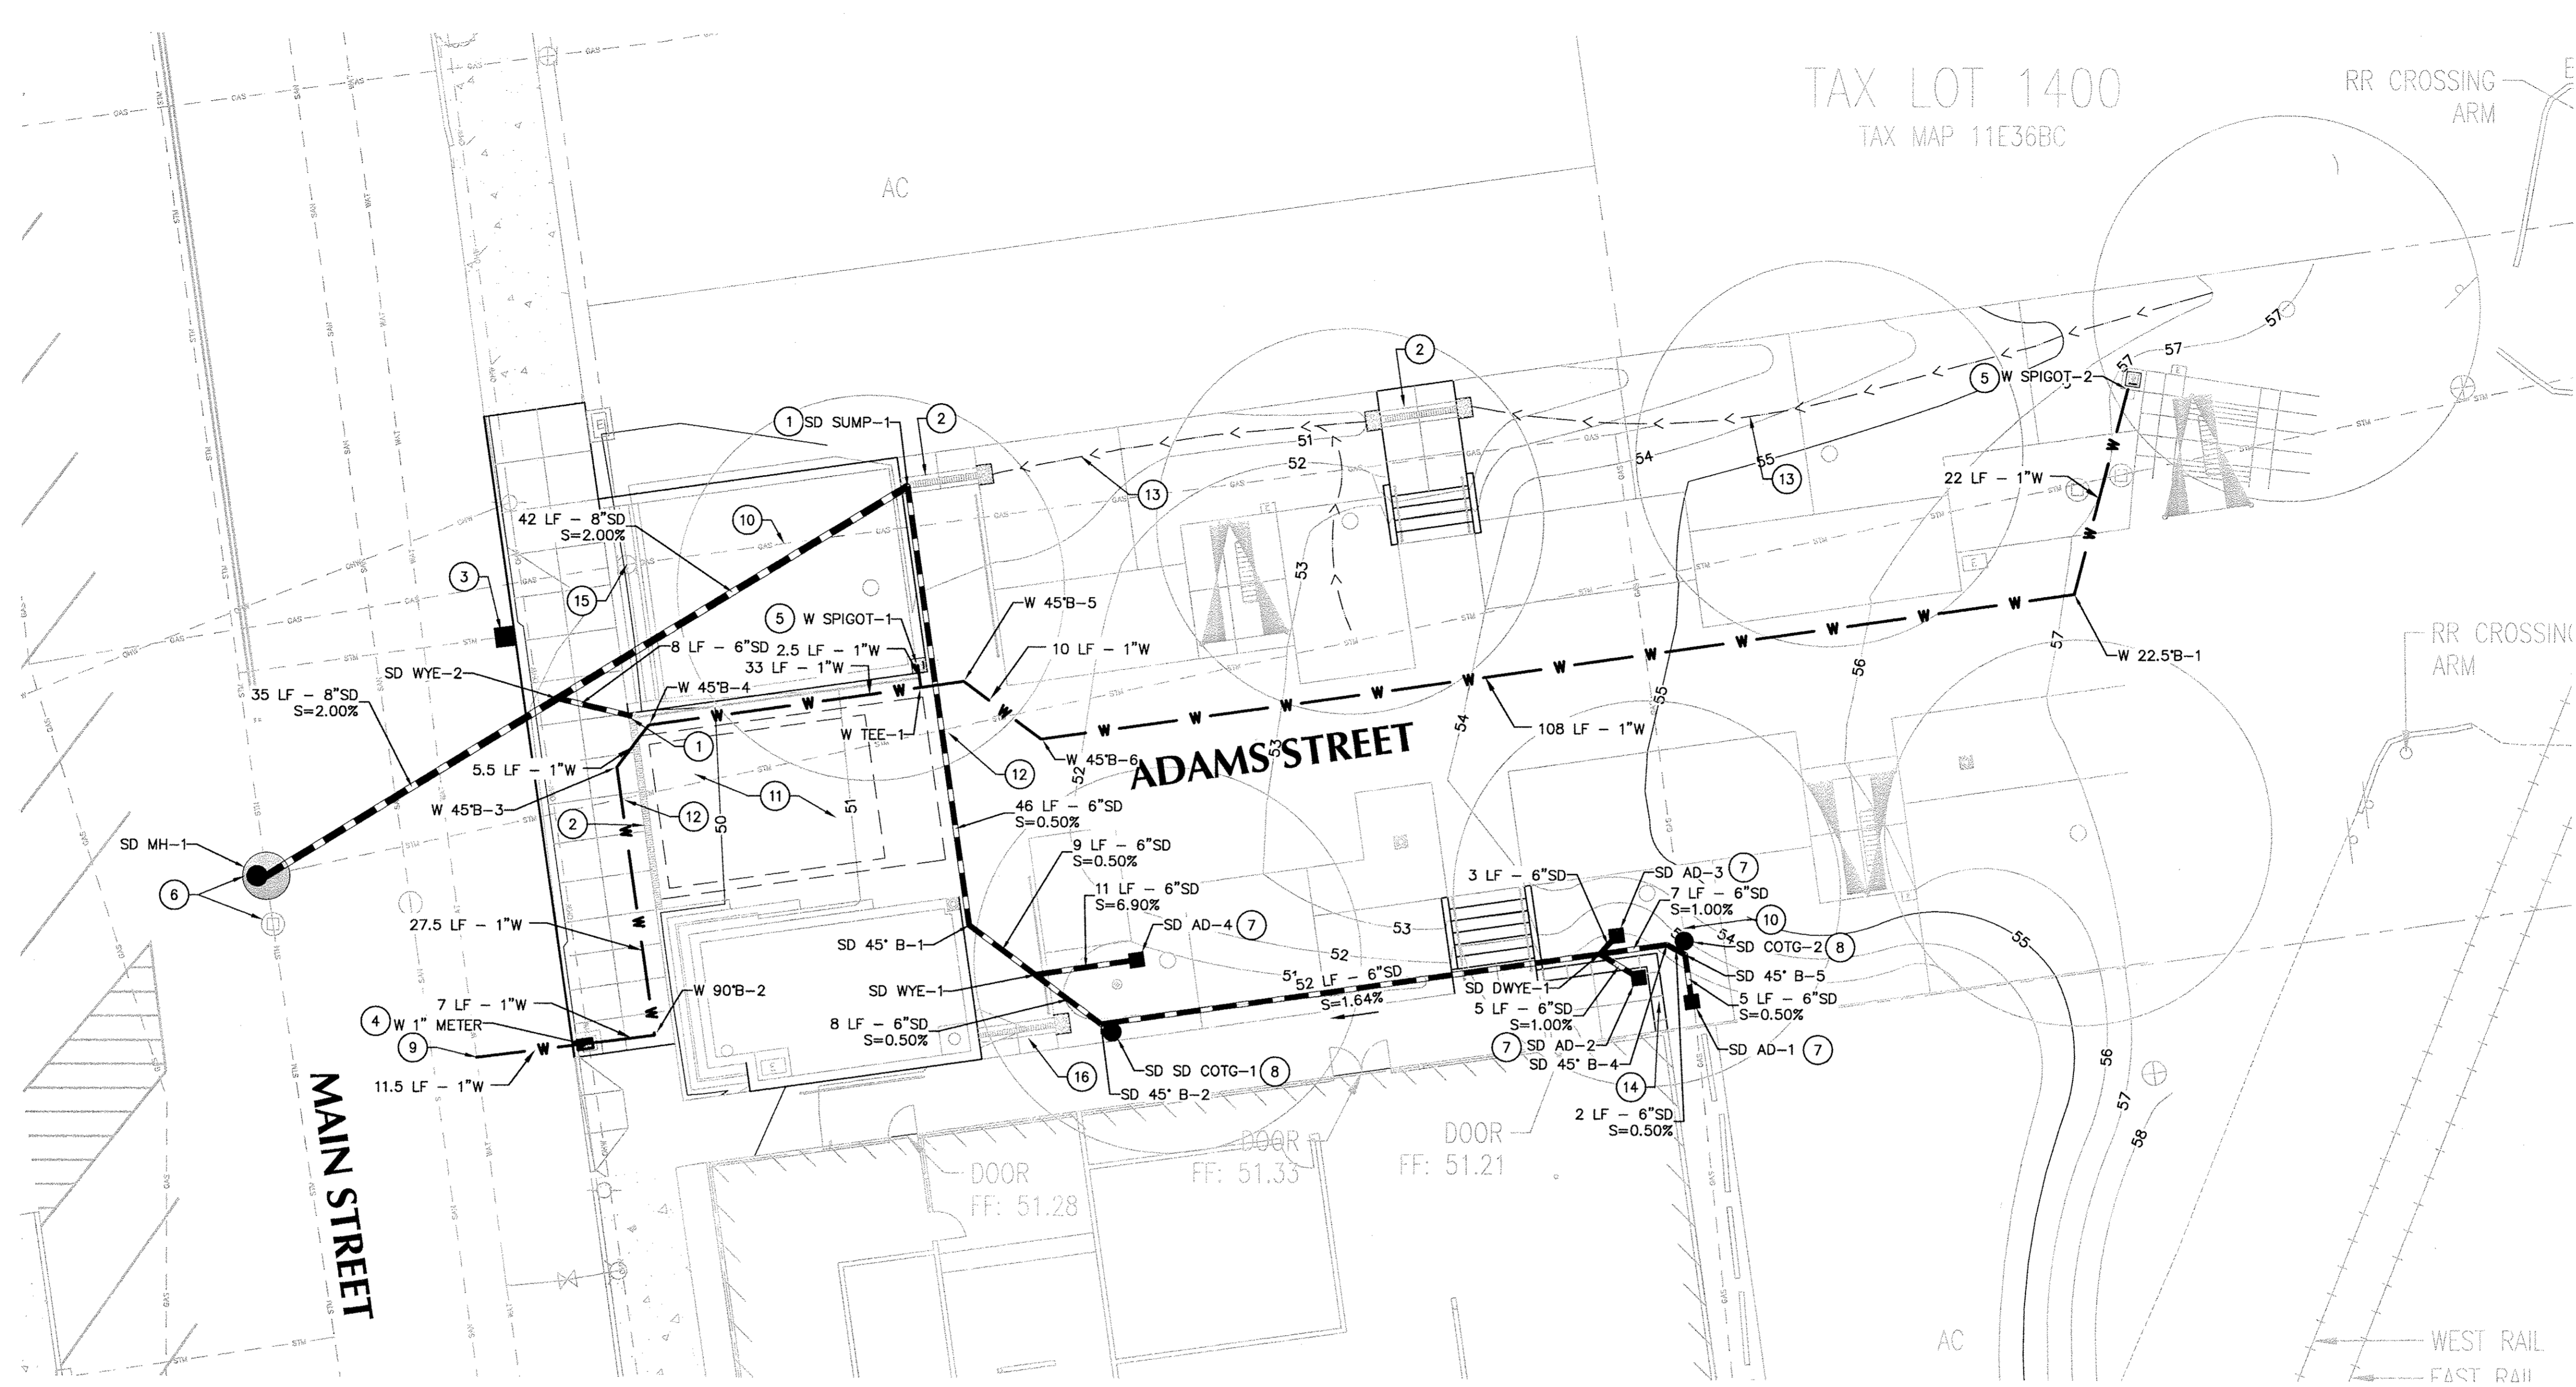 TAX LOT 1400
TAX MAP 11E36BC
RR CROSSING
ARM
AC
2
57
57
57
5
W SPIGOT-2
1
SD SUMP-1
2
51
52
54
55
13
13
22 LF - 1"W
42 LF - 8"SD
S=2.00%
10
3
15
53
W 45°B-5
5
W SPIGOT-1
8 LF - 6"SD
2.5 LF - 1"W
33 LF - 1"W
10 LF - 1"W
SD WYE-2
W 45°B-4
35 LF - 8"SD
S=2.00%
56
57
W 22.5°B-1
RR CROSSING
ARM
55
54
108 LF - 1"W
W TEE-1
1
5.5 LF - 1"W
W 45°B-6
52
53
ADAMS STREET
12
W 45°B-3
12
11
50
51
2
46 LF - 6"SD
S=0.50%
SD MH-1
6
9 LF - 6"SD
S=0.50%
11 LF - 6"SD
S=6.90%
3 LF - 6"SD
SD AD-3
7
7 LF - 6"SD
S=1.00%
10
27.5 LF - 1"W
SD 45° B-1
SD AD-4
7
53
54
SD COTG-2
8
55
52
51
52 LF - 6"SD
S=1.64%
SD WYE-1
SD DWYE-1
SD 45° B-5
W 90°B-2
7 LF - 1"W
4
W 1" METER
9
8 LF - 6"SD
S=0.50%
5 LF - 6"SD
S=1.00%
5 LF - 6"SD
S=0.50%
7
SD AD-2
SD 45° B-4
SD AD-1
7
11.5 LF - 1"W
16
SD SD COTG-1
8
SD 45° B-2
14
2 LF - 6"SD
S=0.50%
56
57
58
MAIN STREET
DOOR
FF: 51.28
DOOR
FF: 51.33
DOOR
FF: 51.21
AC
WEST RAIL
EAST RAIL